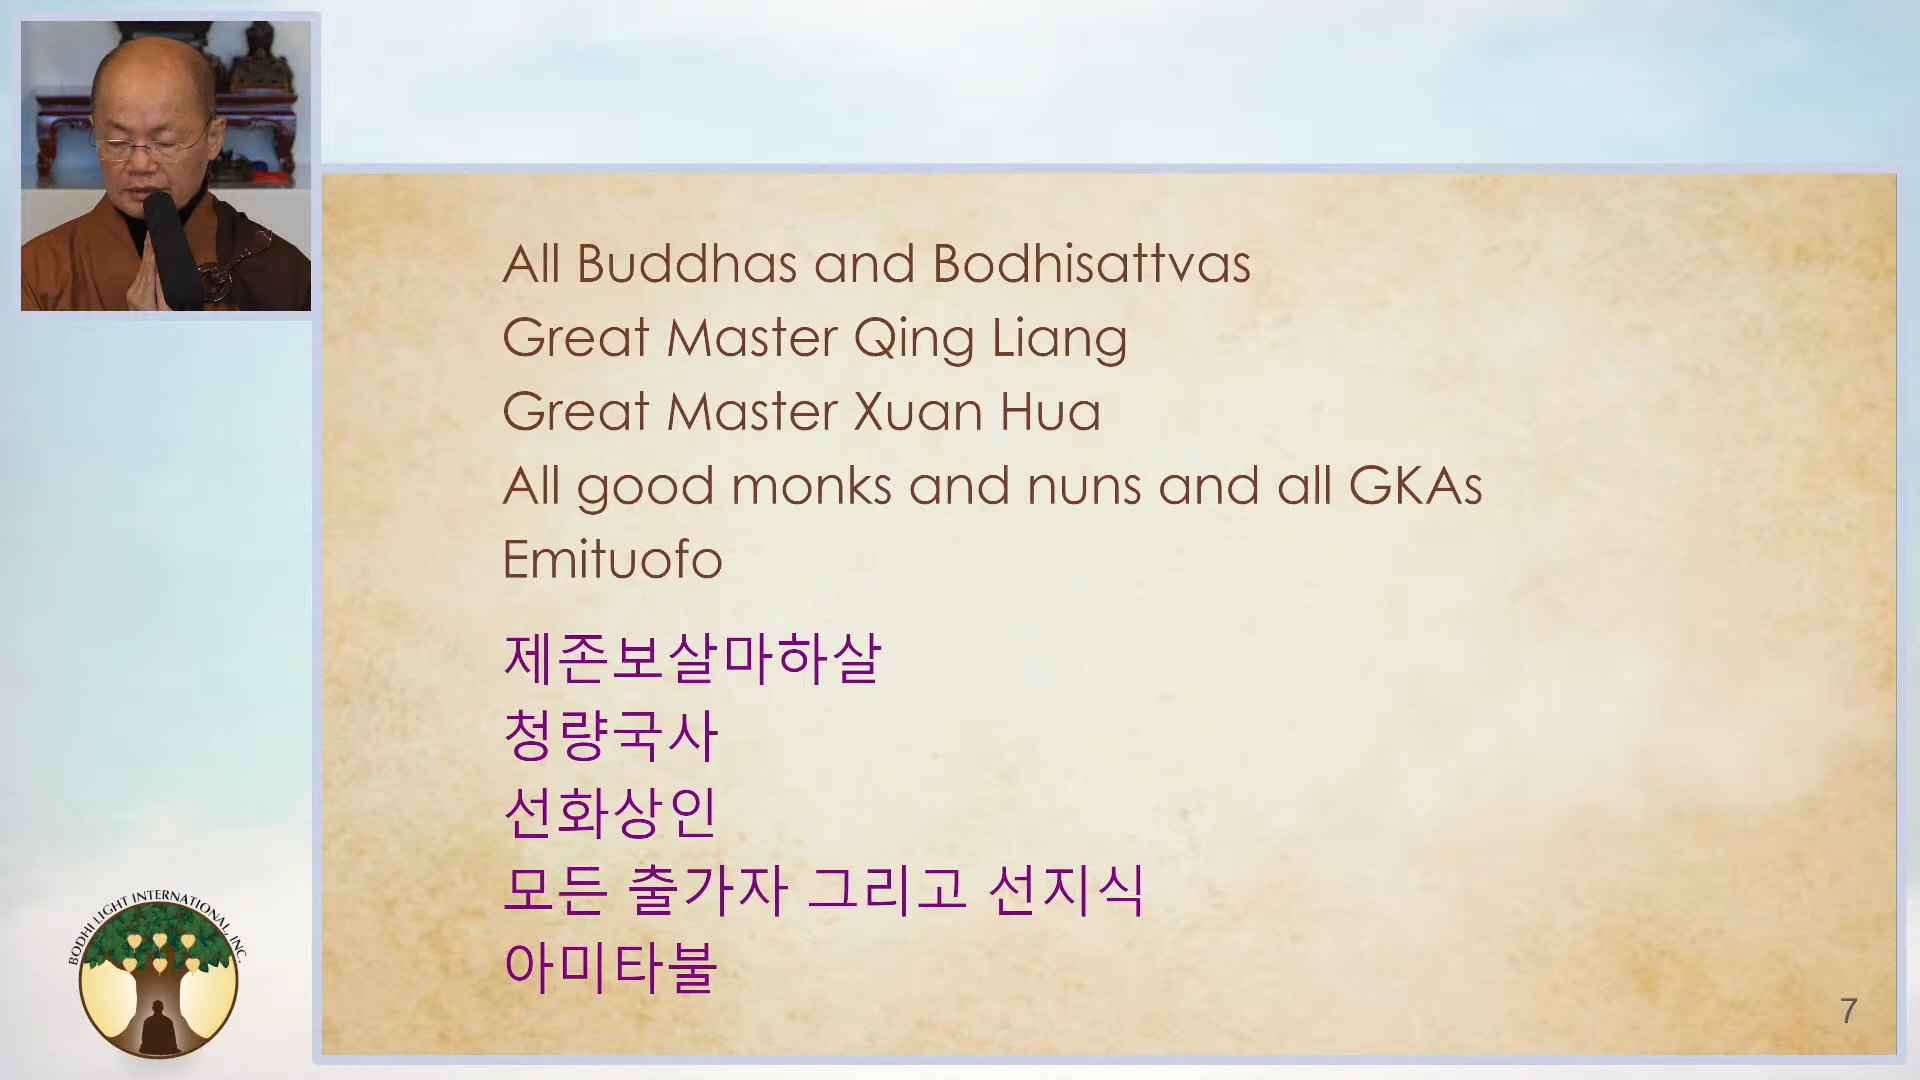 All Buddhas and Bodhisattvas
Great Master Qing Liang
Great Master Xuan Hua
All good monks and nuns and all GKAs
Emituofo
제존보살마하살
청량국사
선화상인
모든 출가자 그리고 선지식
아미타불
7
BODHI LIGHT INTERNATIONAL, INC.